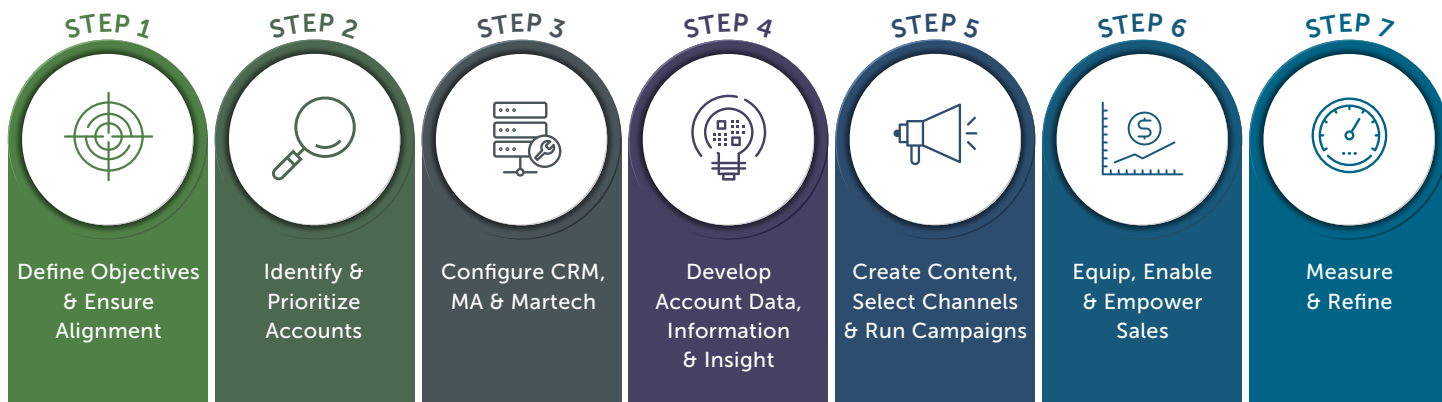 STEP 1
Define Objectives
& Ensure
Alignment
STEP 2
Identify &
Prioritize
Accounts
STEP 3
Configure CRM,
MA & Martech
STEP 4
Develop
Account Data,
Information
& Insight
STEP 5
Create Content,
Select Channels
& Run Campaigns
STEP 6
Equip, Enable
& Empower
Sales
STEP 7
Measure
& Refine